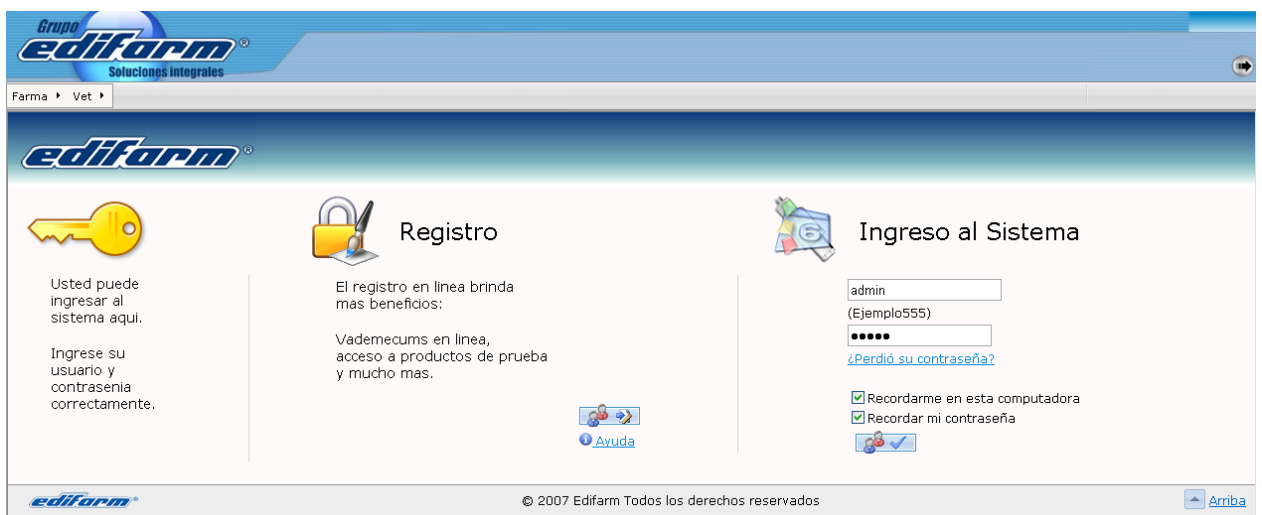 Grupo
edifarm®
Soluciones integrales
Farma Vet
edifarm®
Usted puede
ingresar al
sistema aqui.
Ingrese su
usuario y
contrasenia
correctamente.
Registro
El registro en linea brinda
mas beneficios:
Vademecums en linea,
acceso a productos de prueba
y mucho mas.
Ayuda
Ingreso al Sistema
admin
(Ejemplo555)
•••••
¿Perdió su contraseña?
Recordarme en esta computadora
Recordar mi contraseña
edifarm®
© 2007 Edifarm Todos los derechos reservados
Arriba